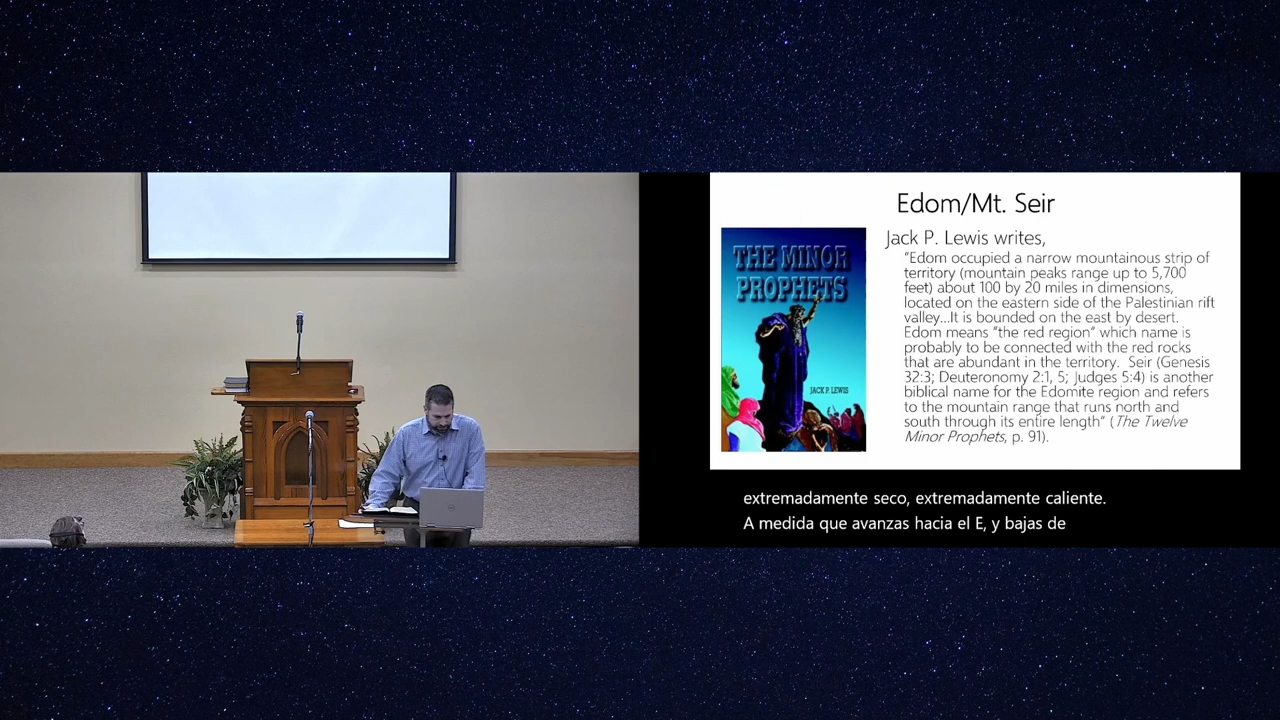 Edom/Mt. Seir
THE MINOR
PROPHETS
JACK P. LEWIS
Jack P. Lewis writes,
“Edom occupied a narrow mountainous strip of
territory (mountain peaks range up to 5,700
feet) about 100 by 20 miles in dimensions,
located on the eastern side of the Palestinian rift
valley...It is bounded on the east by desert.
Edom means “the red region” which name is
probably to be connected with the red rocks
that are abundant in the territory.  Seir (Genesis
32:3; Deuteronomy 2:1, 5; Judges 5:4) is another
biblical name for the Edomite region and refers
to the mountain range that runs north and
south through its entire length” (The Twelve
Minor Prophets, p. 91).
extremadamente seco, extremadamente caliente.
A medida que avanzas hacia el E, y bajas de